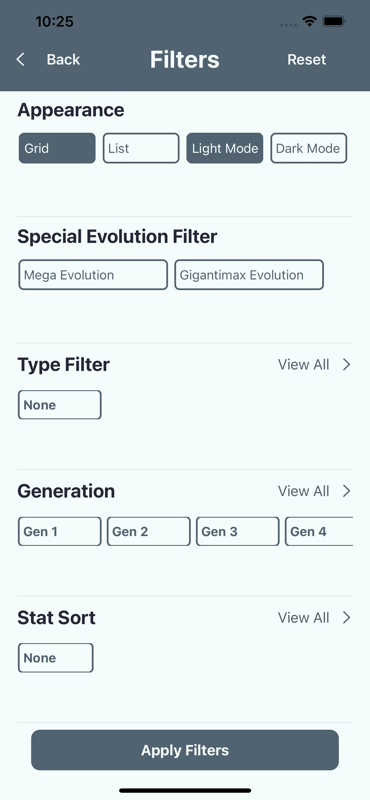 10:25
Back
Filters
Reset
Appearance
Grid
List
Light Mode
Dark Mode
Special Evolution Filter
Mega Evolution
Gigantimax Evolution
Type Filter
View All
None
Generation
View All
Gen 1
Gen 2
Gen 3
Gen 4
Stat Sort
View All
None
Apply Filters